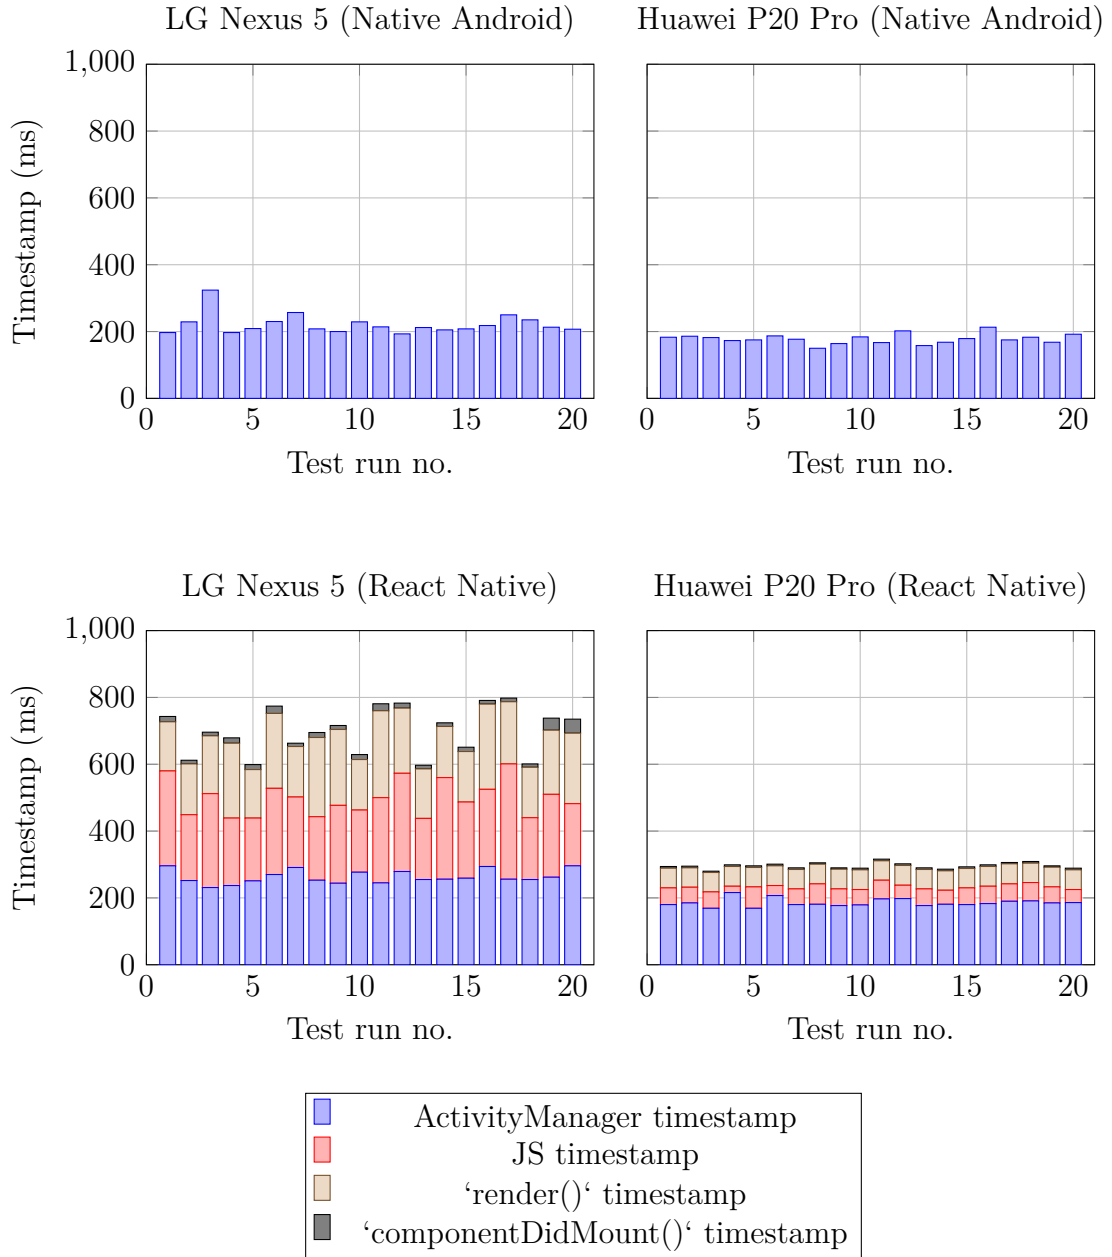 LG Nexus 5 (Native Android)
Huawei P20 Pro (Native Android)
Timestamp (ms)
1,000
800
600
400
200
0
0 5 10 15 20
0 5 10 15 20
Test run no.
Test run no.
LG Nexus 5 (React Native)
Huawei P20 Pro (React Native)
Timestamp (ms)
1,000
800
600
400
200
0
0 5 10 15 20
0 5 10 15 20
Test run no.
Test run no.
ActivityManager timestamp
JS timestamp
‘render()‘ timestamp
‘componentDidMount()‘ timestamp